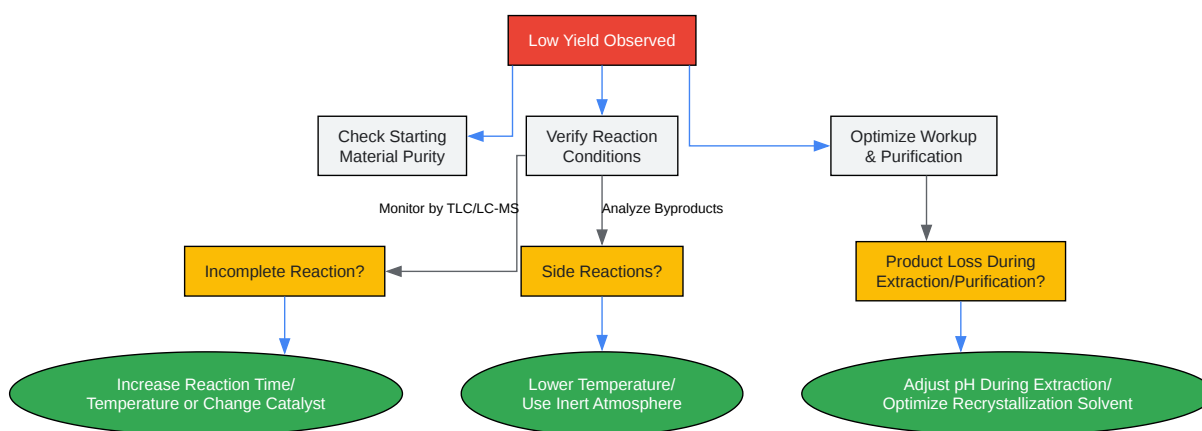 Low Yield Observed
Check Starting
Material Purity
Verify Reaction
Conditions
Optimize Workup
& Purification
Monitor by TLC/LC-MS
Analyze Byproducts
Incomplete Reaction?
Side Reactions?
Product Loss During
Extraction/Purification?
Increase Reaction Time/
Temperature or Change Catalyst
Lower Temperature/
Use Inert Atmosphere
Adjust pH During Extraction/
Optimize Recrystallization Solvent